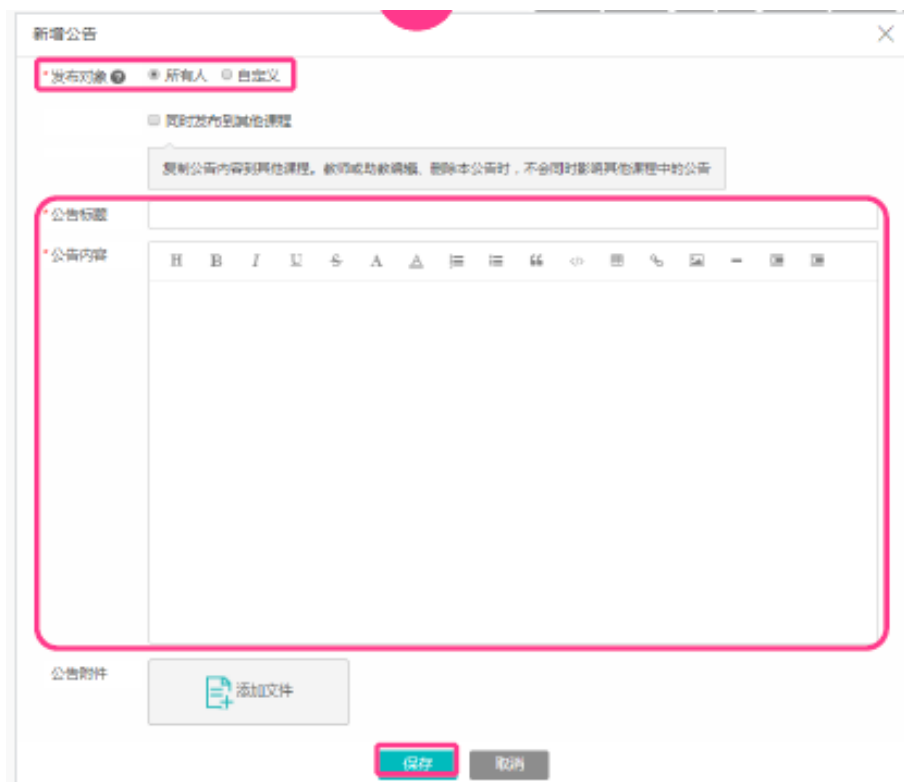 新增公告
*发布对象 所有人 自定义
同时发布到其他课程
复制公告内容到其他课程。教师或助教编辑、删除本公告时，不会同时影响其他课程中的公告
*公告标题
*公告内容
H B I U S A A
公告附件
添加文件
保存 取消